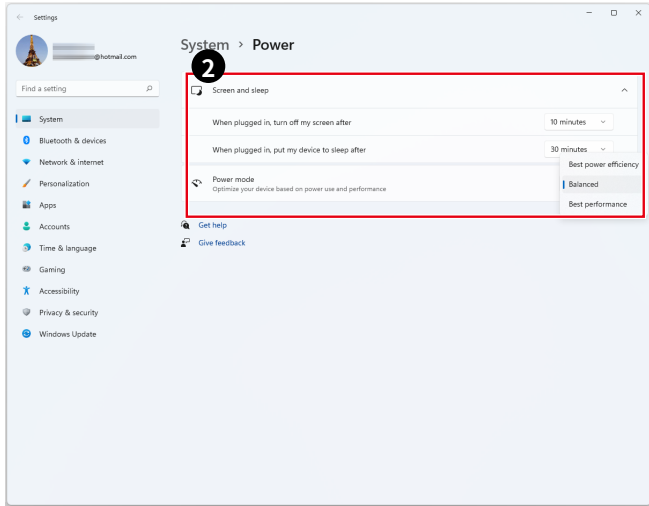 Settings
@hotmail.com
System > Power
2
Find a setting
Screen and sleep
System
When plugged in, turn off my screen after
10 minutes
Bluetooth & devices
When plugged in, put my device to sleep after
30 minutes
Network & internet
Best power efficiency
Power mode
Optimize your device based on power use and performance
Balanced
Personalization
Best performance
Apps
Get help
Accounts
Give feedback
Time & language
Gaming
Accessibility
Privacy & security
Windows Update